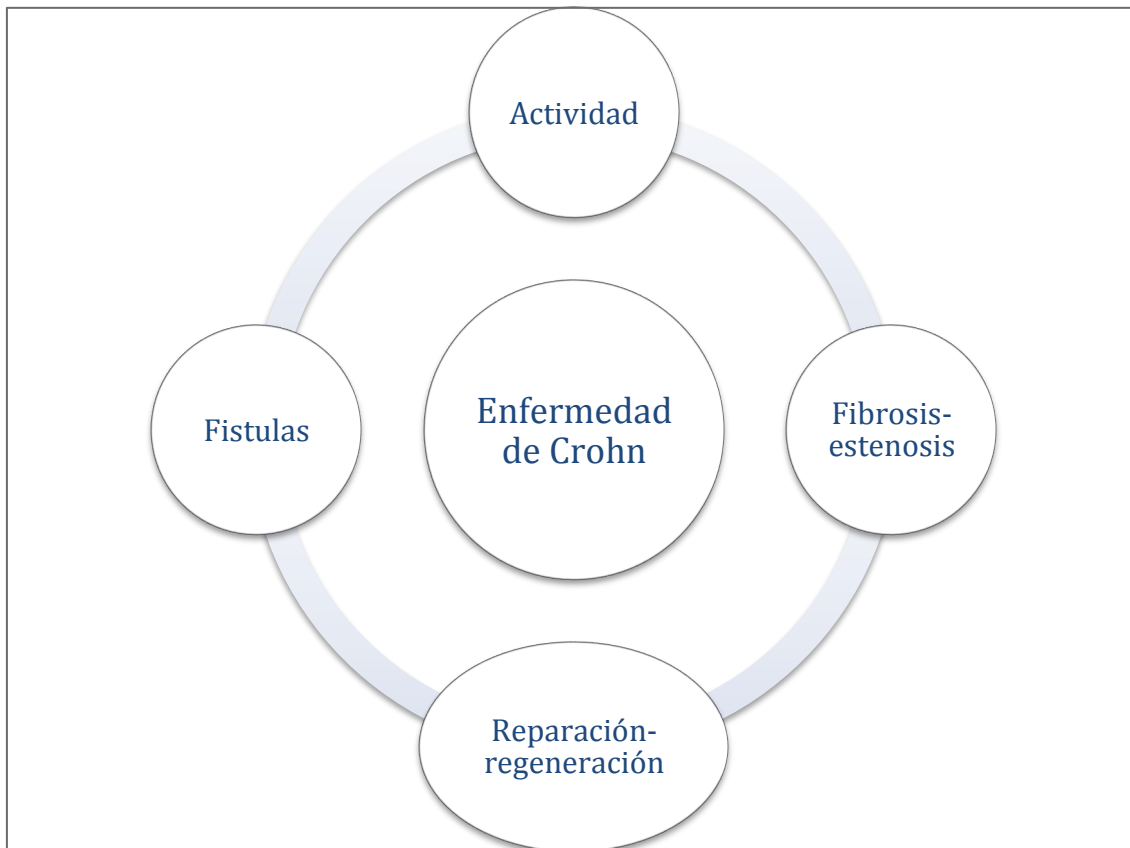 Actividad
Fistulas
Enfermedad
de Crohn
Fibrosis-
estenosis
Reparación-
regeneración